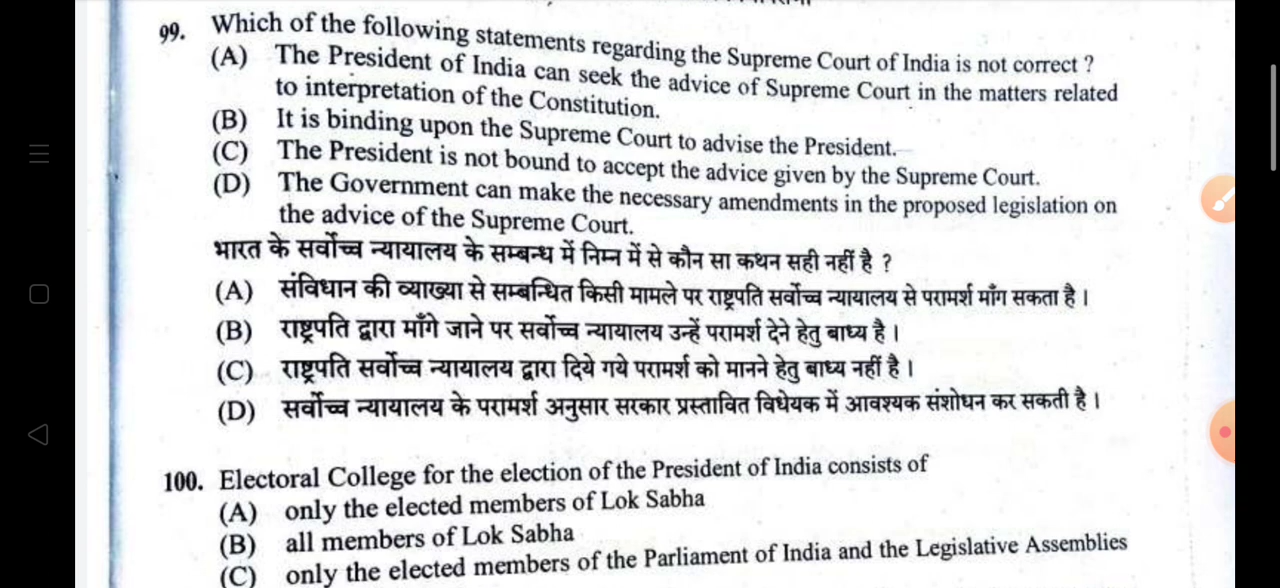 99. Which of the following statements regarding the Supreme Court of India is not correct ?
(A) The President of India can seek the advice of Supreme Court in the matters related
to interpretation of the Constitution.
(B) It is binding upon the Supreme Court to advise the President.
(C) The President is not bound to accept the advice given by the Supreme Court.
(D) The Government can make the necessary amendments in the proposed legislation on
the advice of the Supreme Court.
भारत के सर्वोच्च न्यायालय के सम्बन्ध में निम्न में से कौन सा कथन सही नहीं है ?
(A) संविधान की व्याख्या से सम्बन्धित किसी मामले पर राष्ट्रपति सर्वोच्च न्यायालय से परामर्श माँग सकता है ।
(B) राष्ट्रपति द्वारा माँगे जाने पर सर्वोच्च न्यायालय उन्हें परामर्श देने हेतु बाध्य है ।
(C) राष्ट्रपति सर्वोच्च न्यायालय द्वारा दिये गये परामर्श को मानने हेतु बाध्य नहीं है ।
(D) सर्वोच्च न्यायालय के परामर्श अनुसार सरकार प्रस्तावित विधेयक में आवश्यक संशोधन कर सकती है ।
100. Electoral College for the election of the President of India consists of
(A) only the elected members of Lok Sabha
(B) all members of Lok Sabha
(C) only the elected members of the Parliament of India and the Legislative Assemblies